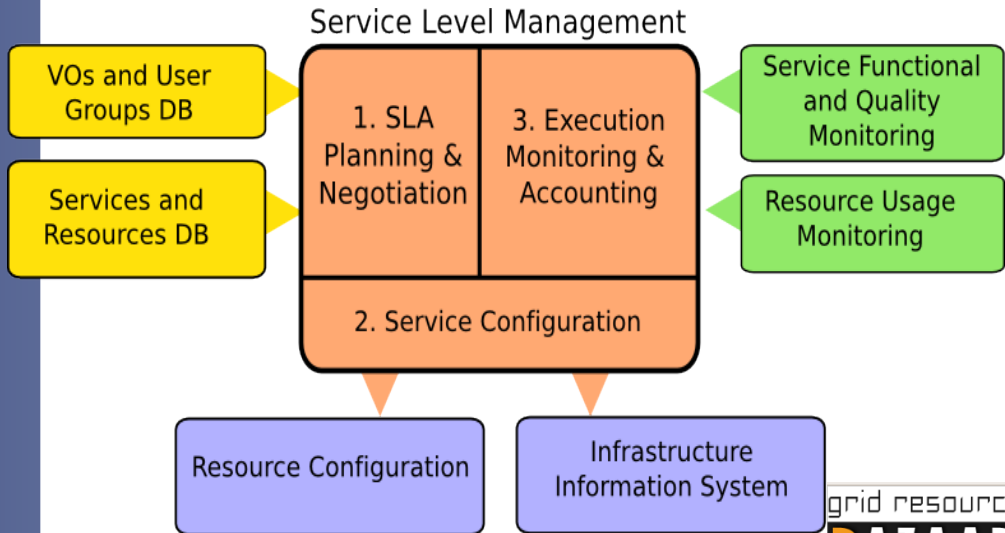 Service Level Management
VOs and User
Groups DB
Services and
Resources DB
1. SLA
Planning &
Negotiation
3. Execution
Monitoring &
Accounting
2. Service Configuration
Service Functional
and Quality
Monitoring
Resource Usage
Monitoring
Resource Configuration
Infrastructure
Information System
grid resourc